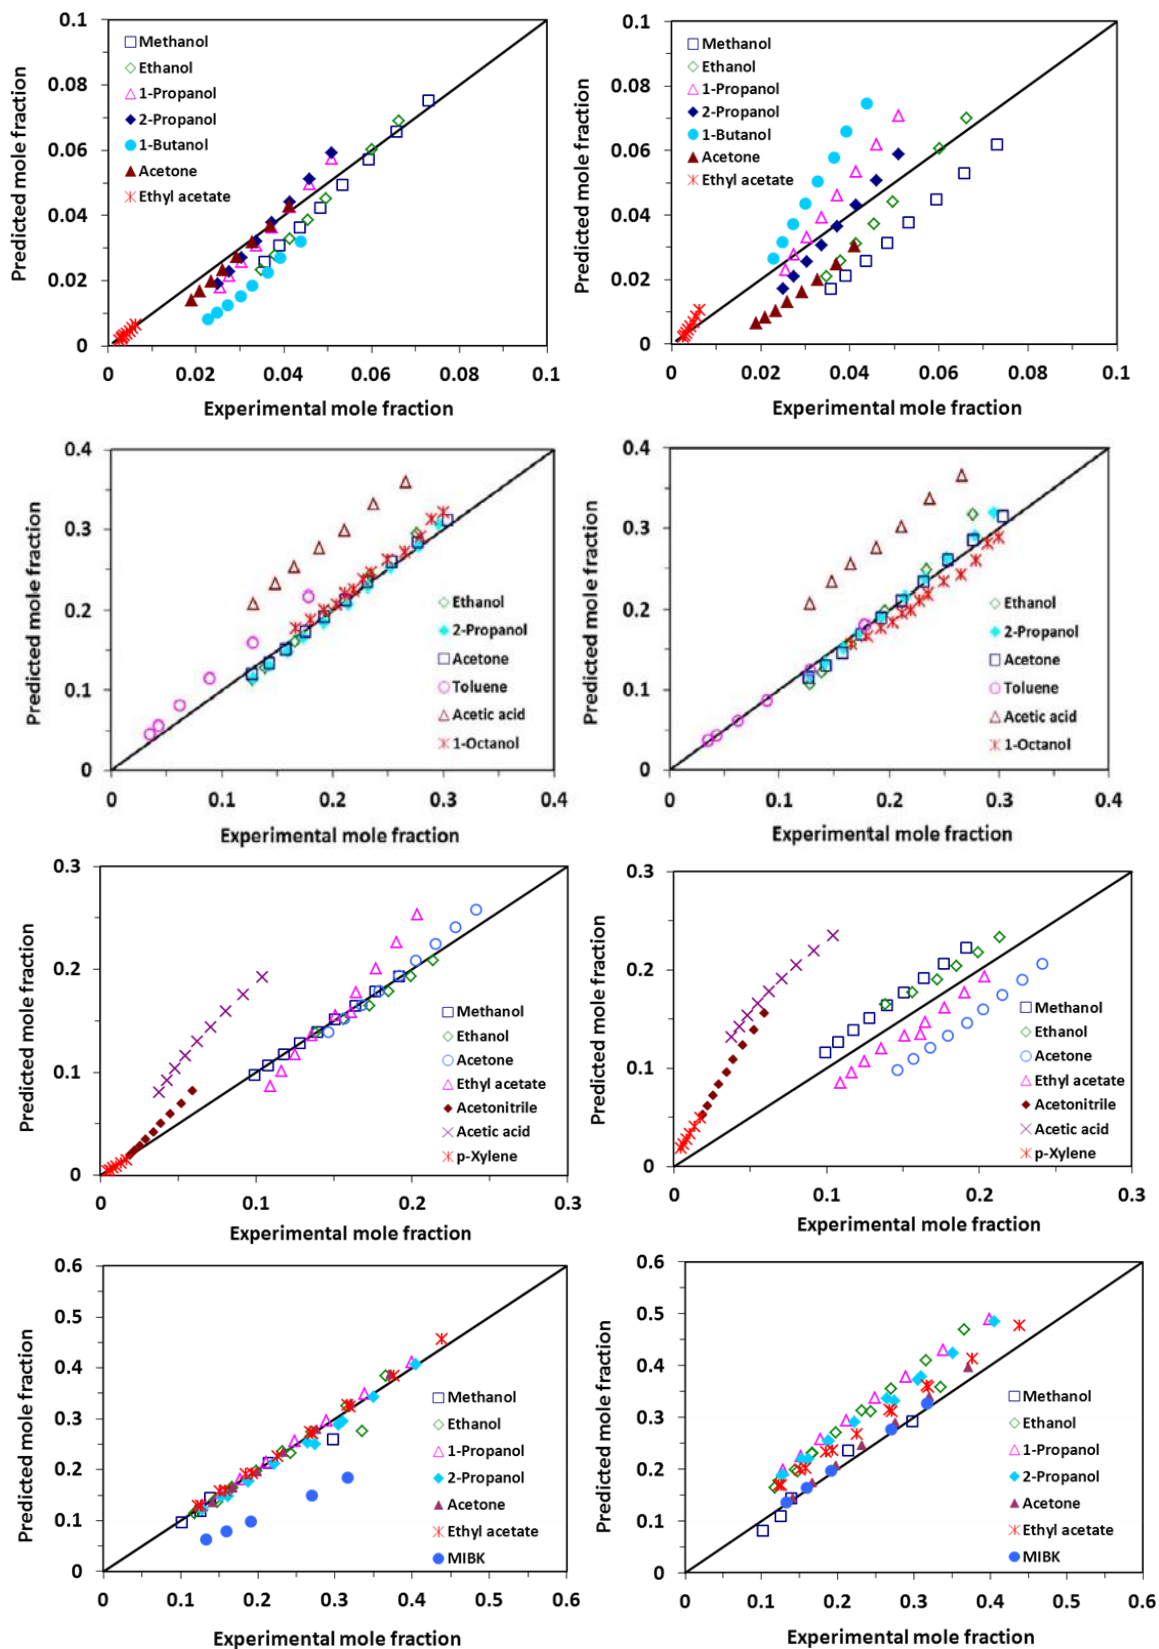 0.1
0.08
0.06
0.04
0.02
0
Predicted mole fraction
Methanol
Ethanol
1-Propanol
2-Propanol
1-Butanol
Acetone
Ethyl acetate
0 0.02 0.04 0.06 0.08 0.1
Experimental mole fraction
0.1
0.08
0.06
0.04
0.02
0
Predicted mole fraction
Methanol
Ethanol
1-Propanol
2-Propanol
1-Butanol
Acetone
Ethyl acetate
0 0.02 0.04 0.06 0.08 0.1
Experimental mole fraction
0.4
0.3
0.2
0.1
0
Predicted mole fraction
Ethanol
2-Propanol
Acetone
Toluene
Acetic acid
1-Octanol
0 0.1 0.2 0.3 0.4
Experimental mole fraction
0.4
0.3
0.2
0.1
0
Predicted mole fraction
Ethanol
2-Propanol
Acetone
Toluene
Acetic acid
1-Octanol
0 0.1 0.2 0.3 0.4
Experimental mole fraction
0.3
0.2
0.1
0
Predicted mole fraction
Methanol
Ethanol
Acetone
Ethyl acetate
Acetonitrile
Acetic acid
p-Xylene
0 0.1 0.2 0.3
Experimental mole fraction
0.3
0.2
0.1
0
Predicted mole fraction
Methanol
Ethanol
Acetone
Ethyl acetate
Acetonitrile
Acetic acid
p-Xylene
0 0.1 0.2 0.3
Experimental mole fraction
0.6
0.5
0.4
0.3
0.2
0.1
0
Predicted mole fraction
Methanol
Ethanol
1-Propanol
2-Propanol
Acetone
Ethyl acetate
MIBK
0 0.1 0.2 0.3 0.4 0.5 0.6
Experimental mole fraction
0.6
0.5
0.4
0.3
0.2
0.1
0
Predicted mole fraction
Methanol
Ethanol
1-Propanol
2-Propanol
Acetone
Ethyl acetate
MIBK
0 0.1 0.2 0.3 0.4 0.5 0.6
Experimental mole fraction